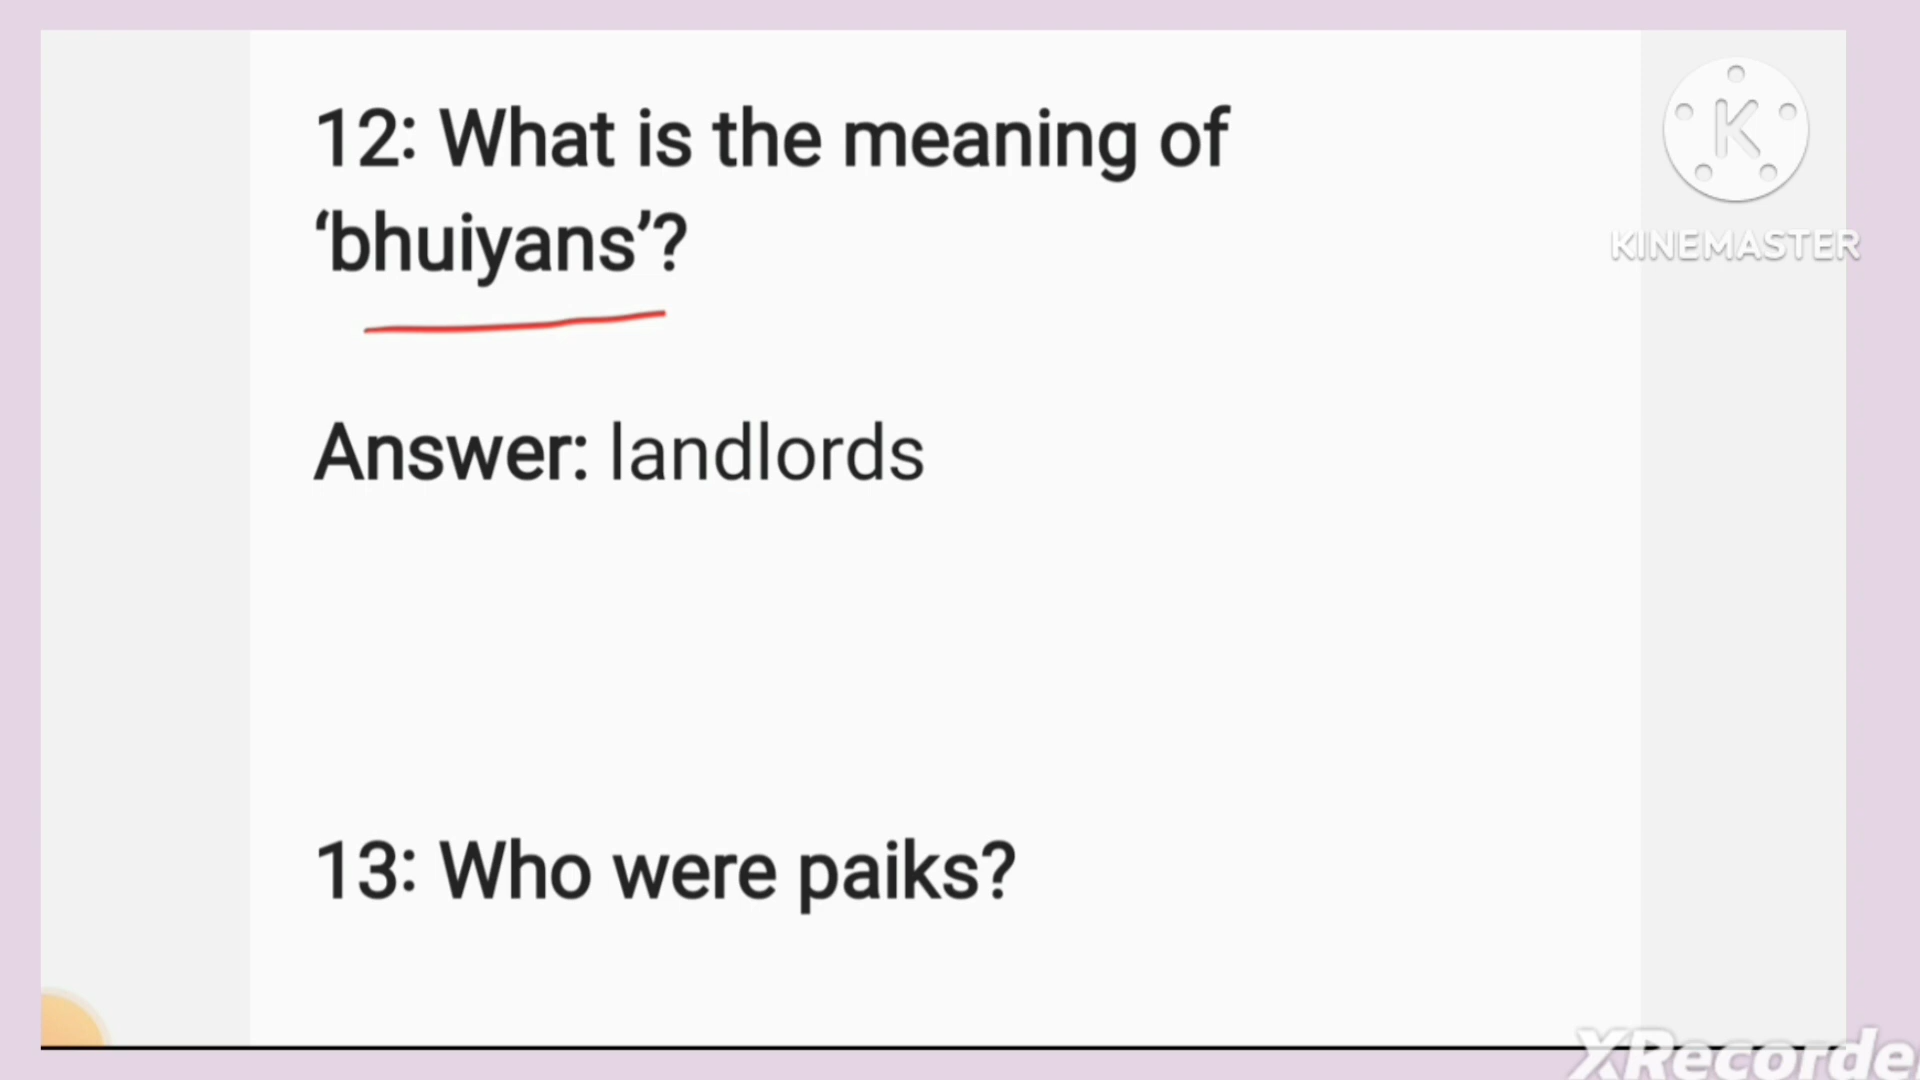 12: What is the meaning of
‘bhuiyans’?
Answer: landlords
13: Who were paiks?
K
KINEMASTER
XRecorde